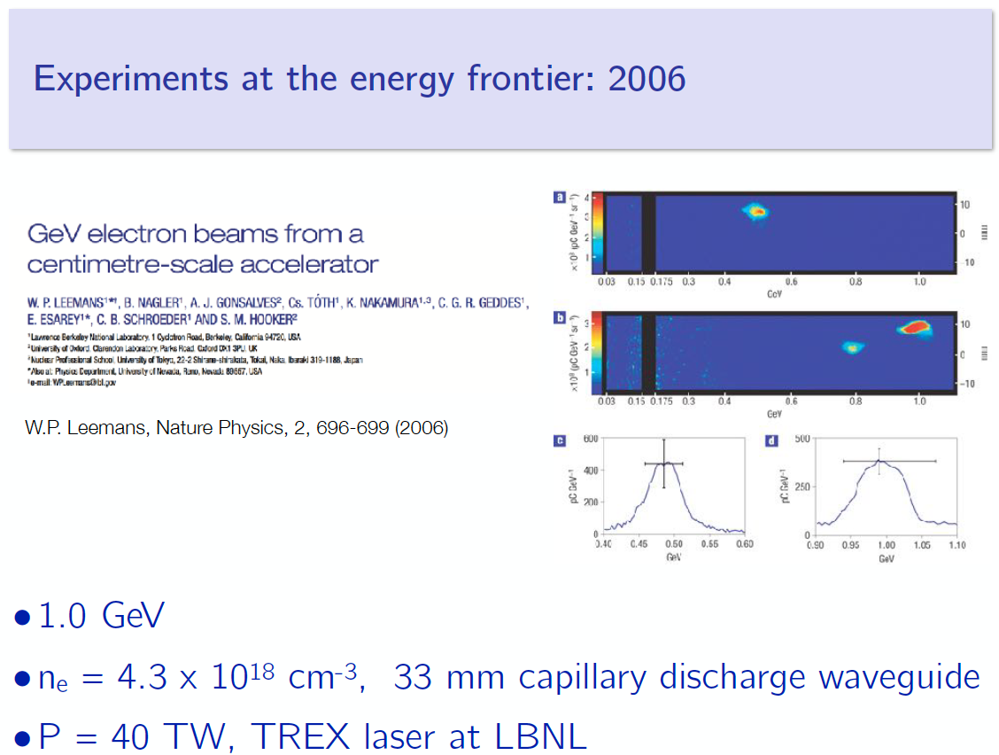 Experiments at the energy frontier: 2006
GeV electron beams from a
centimetre-scale accelerator
W. P. LEEMANS¹*†, B. NAGLER¹, A. J. GONSALVES², Cs. TÓTH¹, K. NAKAMURA¹,³, C. G. R. GEDDES¹,
E. ESAREY¹*, C. B. SCHROEDER¹ AND S. M. HOOKER²
¹Lawrence Berkeley National Laboratory, 1 Cyclotron Road, Berkeley, California 94720, USA
²University of Oxford, Clarendon Laboratory, Parks Road, Oxford OX1 3PU, UK
³Nuclear Professional School, University of Tokyo, 22-2 Shirane-shirakata, Tokai, Naka, Ibaraki 319-1188, Japan
*Also at: Physics Department, University of Nevada, Reno, Nevada 89557, USA
†e-mail: WPLeemans@lbl.gov
W.P. Leemans, Nature Physics, 2, 696-699 (2006)
a
×10⁹ (pC GeV⁻¹ sr⁻¹)
4
3
2
1
10
0
-10
mm
0.03 0.15 0.175 0.3 0.4 0.6 0.8 1.0
GeV
b
×10⁹ (pC GeV⁻¹ sr⁻¹)
3
2
1
10
0
-10
mm
0.03 0.15 0.175 0.3 0.4 0.6 0.8 1.0
GeV
c
pC GeV⁻¹
600
400
200
0
0.40 0.45 0.50 0.55 0.60
GeV
d
pC GeV⁻¹
500
250
0
0.90 0.95 1.00 1.05 1.10
GeV
• 1.0 GeV
• nₑ = 4.3 x 10¹⁸ cm⁻³, 33 mm capillary discharge waveguide
• P = 40 TW, TREX laser at LBNL